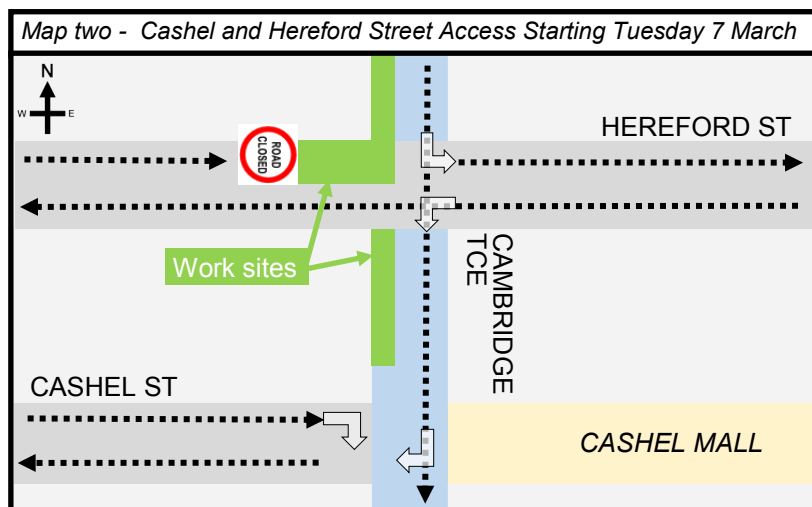 Map two - Cashel and Hereford Street Access Starting Tuesday 7 March
N
W E
HEREFORD ST
ROAD
CLOSED
CAMBRIDGE
TCE
Work sites
CASHEL ST
CASHEL MALL